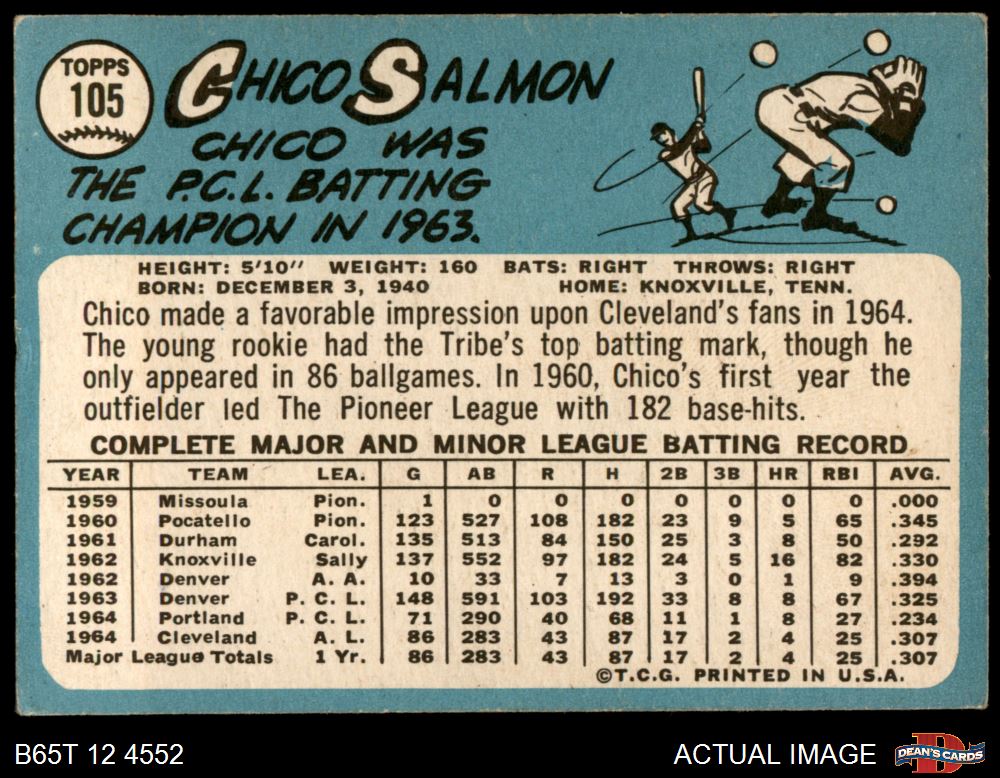 TOPPS
105
CHICO SALMON
CHICO WAS
THE P.C.L. BATTING
CHAMPION IN 1963.
HEIGHT: 5'10" WEIGHT: 160 BATS: RIGHT THROWS: RIGHT
BORN: DECEMBER 3, 1940 HOME: KNOXVILLE, TENN.
Chico made a favorable impression upon Cleveland's fans in 1964.
The young rookie had the Tribe's top batting mark, though he
only appeared in 86 ballgames. In 1960, Chico's first year the
outfielder led The Pioneer League with 182 base-hits.
COMPLETE MAJOR AND MINOR LEAGUE BATTING RECORD
YEAR TEAM LEA. G AB R H 2B 3B HR RBI AVG.
1959 Missoula Pion. 1 0 0 0 0 0 0 0 .000
1960 Pocatello Pion. 123 527 108 182 23 9 5 65 .345
1961 Durham Carol. 135 513 84 150 25 3 8 50 .292
1962 Knoxville Sally 137 552 97 182 24 5 16 82 .330
1962 Denver A. A. 10 33 7 13 3 0 1 9 .394
1963 Denver P. C. L. 148 591 103 192 33 8 8 67 .325
1964 Portland P. C. L. 71 290 40 68 11 1 8 27 .234
1964 Cleveland A. L. 86 283 43 87 17 2 4 25 .307
Major League Totals 1 Yr. 86 283 43 87 17 2 4 25 .307
©T.C.G. PRINTED IN U.S.A.
B65T 12 4552 ACTUAL IMAGE DEAN'S CARDS